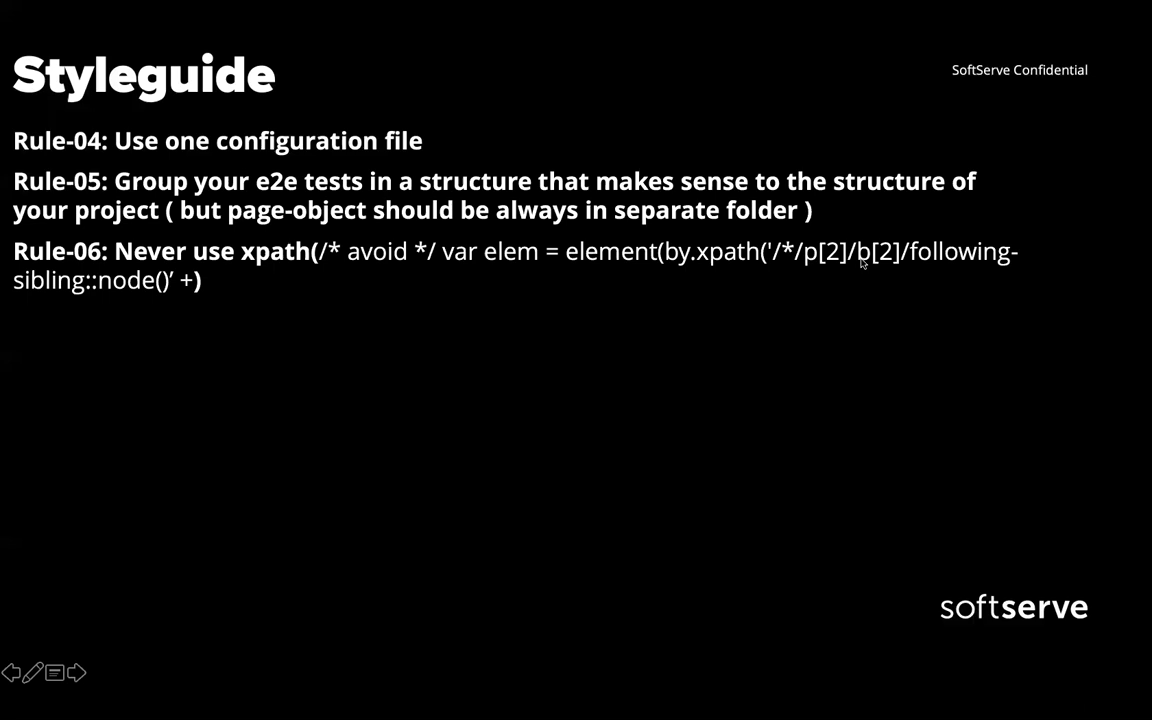 Styleguide
SoftServe Confidential
Rule-04: Use one configuration file
Rule-05: Group your e2e tests in a structure that makes sense to the structure of
your project ( but page-object should be always in separate folder )
Rule-06: Never use xpath(/* avoid */ var elem = element(by.xpath('/*/p[2]/b[2]/following-
sibling::node()’ +)
softserve